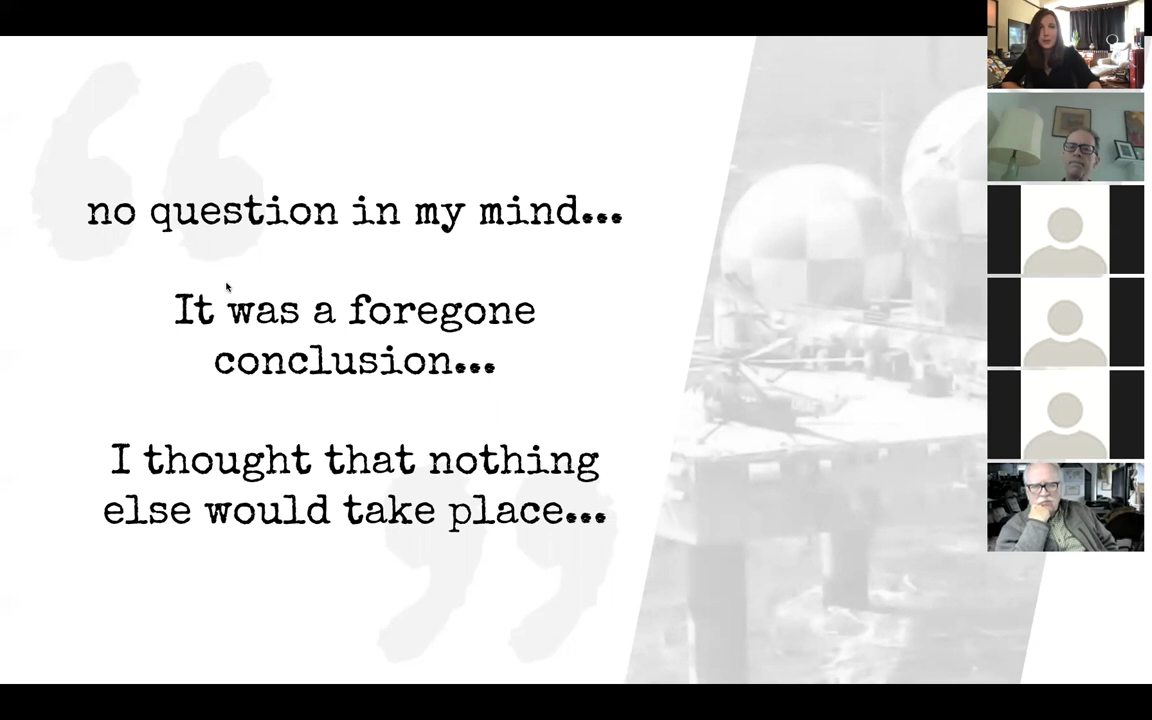 no question in my mind...
It was a foregone
conclusion...
I thought that nothing
else would take place...